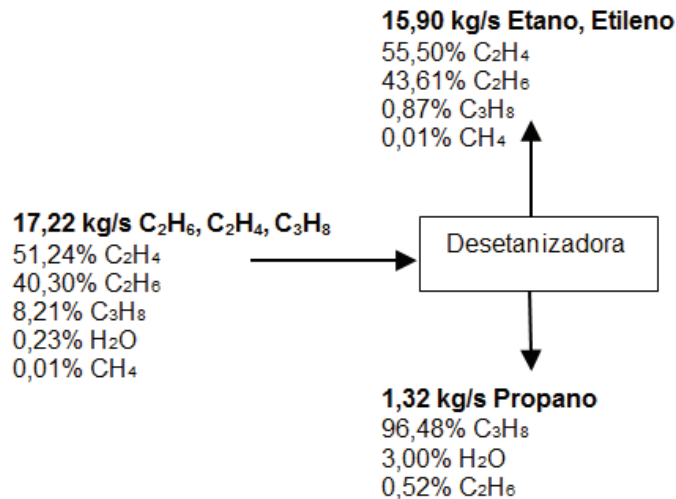 15,90 kg/s Etano, Etileno
55,50% C₂H₄
43,61% C₂H₆
0,87% C₃H₈
0,01% CH₄
17,22 kg/s C₂H₆, C₂H₄, C₃H₈
51,24% C₂H₄
40,30% C₂H₆
8,21% C₃H₈
0,23% H₂O
0,01% CH₄
Desetanizadora
1,32 kg/s Propano
96,48% C₃H₈
3,00% H₂O
0,52% C₂H₆